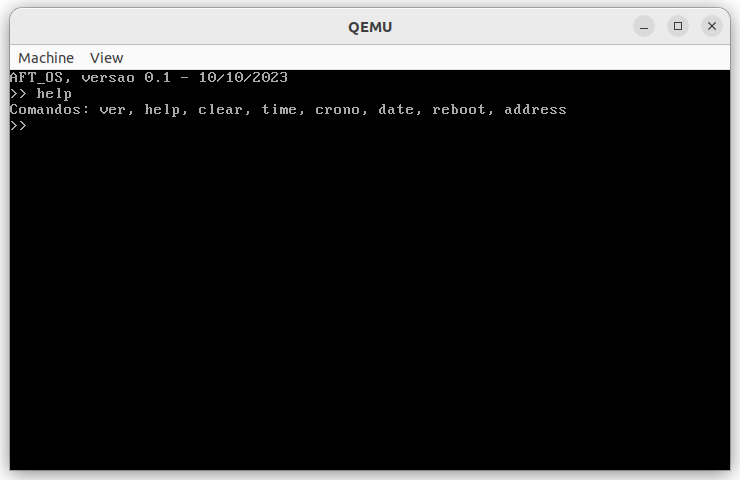 QEMU
Machine View
AFT_OS, versao 0.1 - 10/10/2023
>> help
Comandos: ver, help, clear, time, crono, date, reboot, address
>>